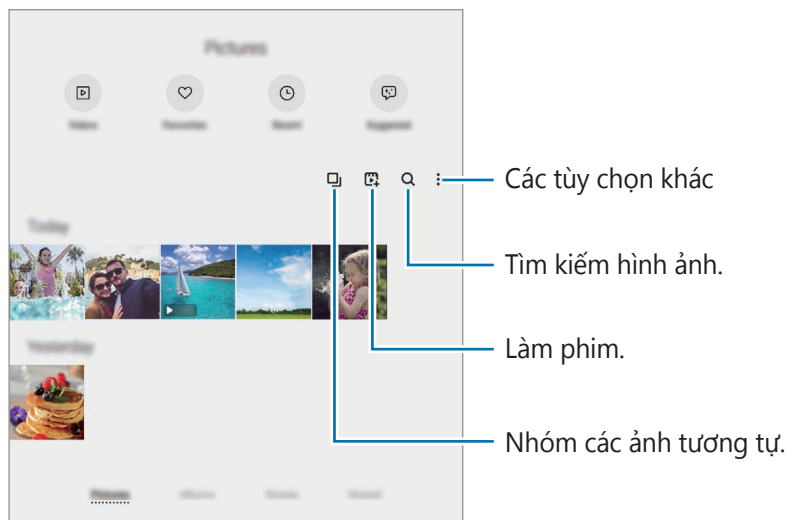 Pictures
Videos
Favourites
Recent
Suggested
Các tùy chọn khác
Today
Tìm kiếm hình ảnh.
Làm phim.
Yesterday
Nhóm các ảnh tương tự.
Pictures
Albums
Stories
Shared